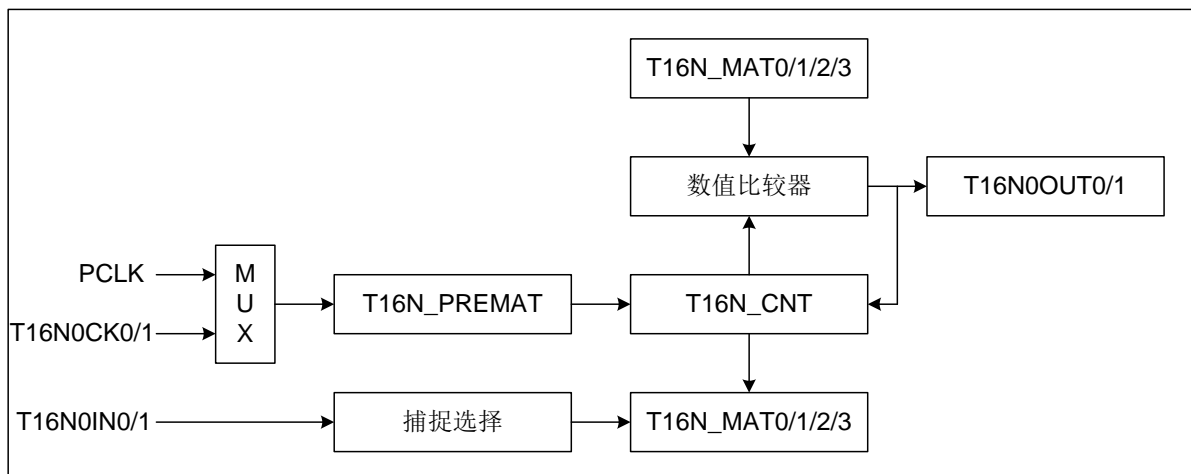 T16N_MAT0/1/2/3
数值比较器
T16N0OUT0/1
PCLK
M
U
X
T16N_PREMAT
T16N_CNT
T16N0CK0/1
T16N0IN0/1
捕捉选择
T16N_MAT0/1/2/3